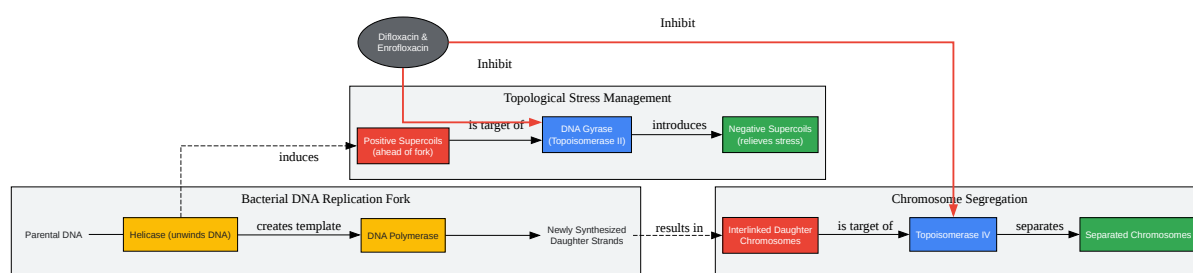 Inhibit
Difloxacin &
Enrofloxacin
Inhibit
Topological Stress Management
Positive Supercoils
(ahead of fork)
is target of
DNA Gyrase
(Topoisomerase II)
introduces
Negative Supercoils
(relieves stress)
induces
Bacterial DNA Replication Fork
Parental DNA
Helicase (unwinds DNA)
creates template
DNA Polymerase
Newly Synthesized
Daughter Strands
results in
Chromosome Segregation
Interlinked Daughter
Chromosomes
is target of
Topoisomerase IV
separates
Separated Chromosomes